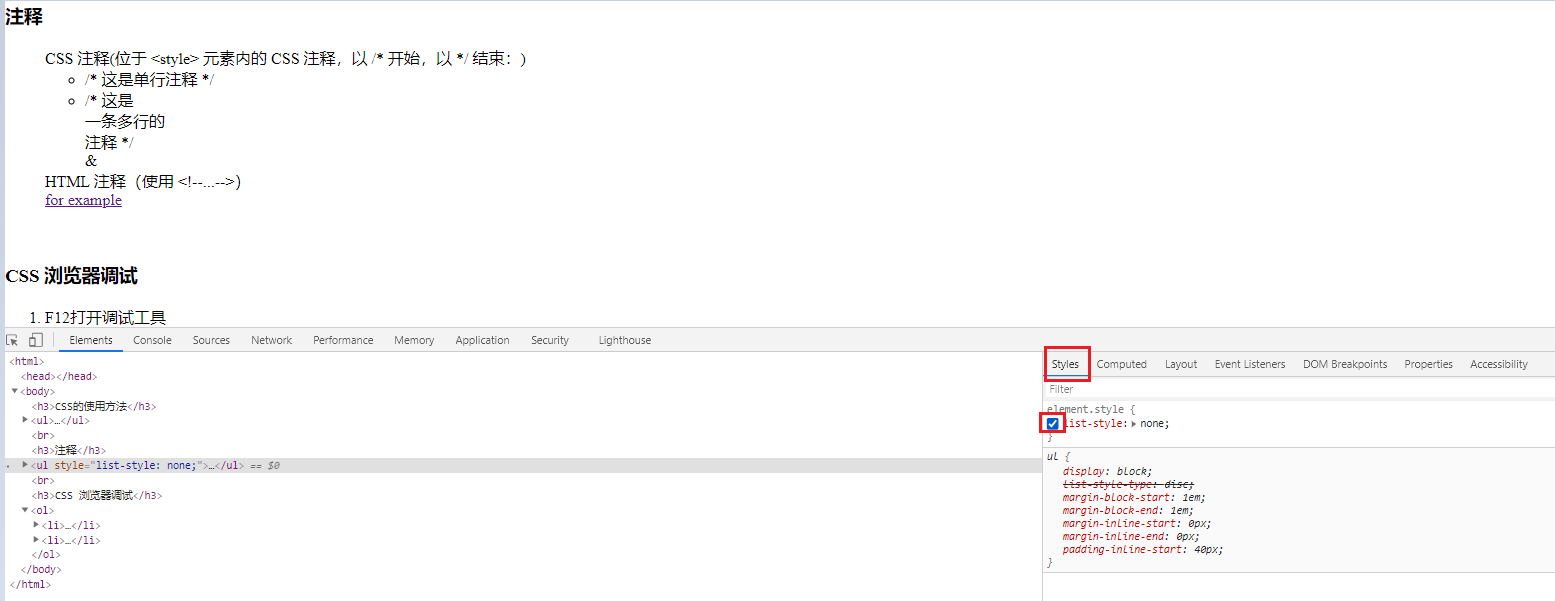 注释
CSS 注释(位于 <style> 元素内的 CSS 注释，以 /* 开始，以 */ 结束：)
/* 这是单行注释 */
/* 这是
一条多行的
注释 */
&
HTML 注释（使用 <!--...-->）
for example
CSS 浏览器调试
1. F12打开调试工具
Elements Console Sources Network Performance Memory Application Security Lighthouse
<html>
<head></head>
<body>
<h3>CSS的使用方法</h3>
<ul>…</ul>
<br>
<h3>注释</h3>
<ul style="list-style: none;">…</ul> == $0
<br>
<h3>CSS 浏览器调试</h3>
<ol>
<li>…</li>
<li>…</li>
</ol>
</body>
</html>
Styles Computed Layout Event Listeners DOM Breakpoints Properties Accessibility
Filter
element.style {
list-style: none;
}
ul {
display: block;
list-style-type: disc;
margin-block-start: 1em;
margin-block-end: 1em;
margin-inline-start: 0px;
margin-inline-end: 0px;
padding-inline-start: 40px;
}